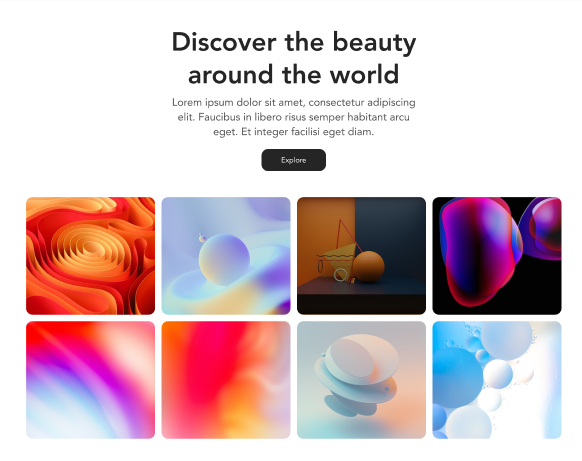 Discover the beauty
around the world
Lorem ipsum dolor sit amet, consectetur adipiscing
elit. Faucibus in libero risus semper habitant arcu
eget. Et integer facilisi eget diam.
Explore